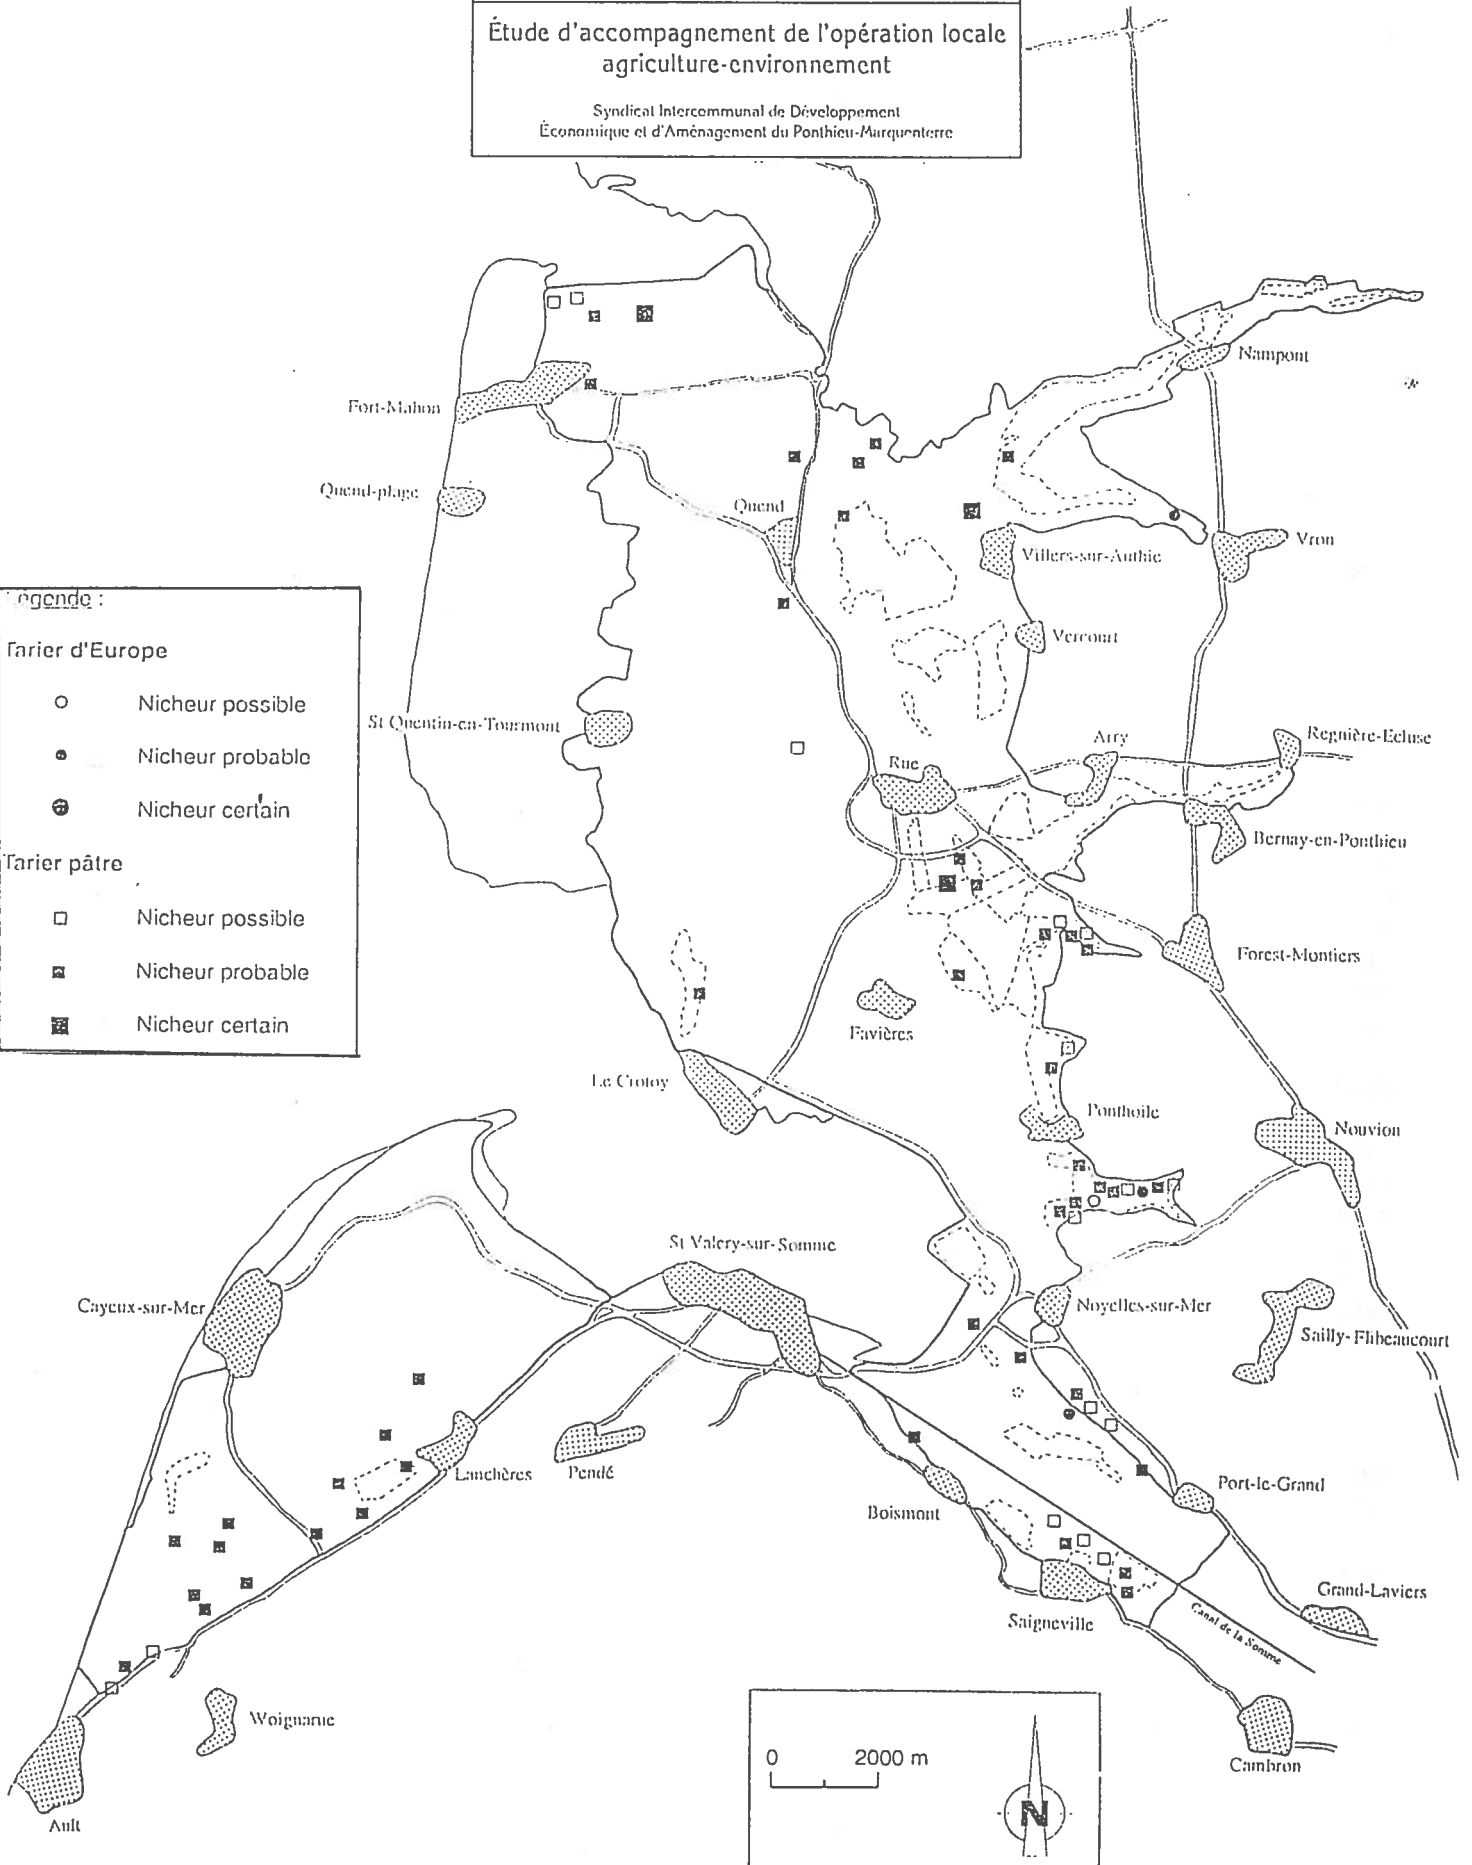 Étude d'accompagnement de l'opération locale
agriculture-environnement
Syndicat Intercommunal de Développement
Économique et d'Aménagement du Ponthieu-Marquenterre
Nampont
Fort-Mahon
Quend-plage
Quend
Villers-sur-Authie
Vron
Légende :
Tarier d'Europe
Nicheur possible
Nicheur probable
Nicheur certain
Tarier pâtre
Nicheur possible
Nicheur probable
Nicheur certain
Vercourt
St Quentin-en-Tourmont
Rue
Arry
Regnière-Ecluse
Bernay-en-Ponthieu
Forest-Montiers
Favières
Le Crotoy
Ponthoile
Nouvion
St Valery-sur-Somme
Cayeux-sur-Mer
Noyelles-sur-Mer
Sailly-Flibeaucourt
Lanchères
Pendé
Port-le-Grand
Boismont
Grand-Laviers
Saigneville
Canal de la Somme
Woignarue
Cambron
Ault
0 2000 m
N